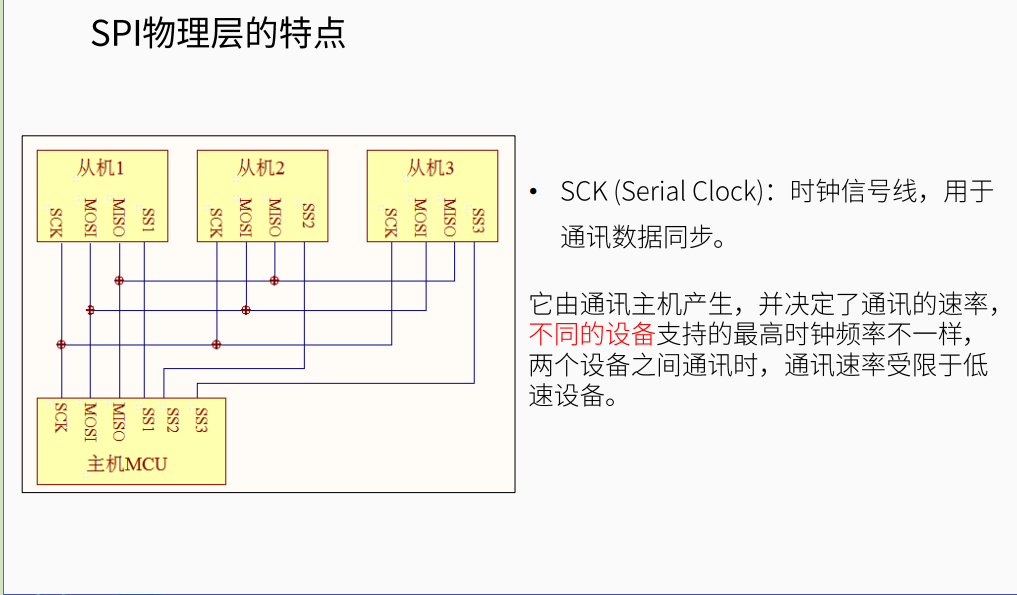 SPI物理层的特点
从机1
从机2
从机3
SCK MOSI MISO SS1
SCK MOSI MISO SS2
SCK MOSI MISO SS3
SCK MOSI MISO SS1 SS2 SS3
主机MCU
• SCK (Serial Clock)：时钟信号线，用于
通讯数据同步。
它由通讯主机产生，并决定了通讯的速率，
不同的设备支持的最高时钟频率不一样，
两个设备之间通讯时，通讯速率受限于低
速设备。